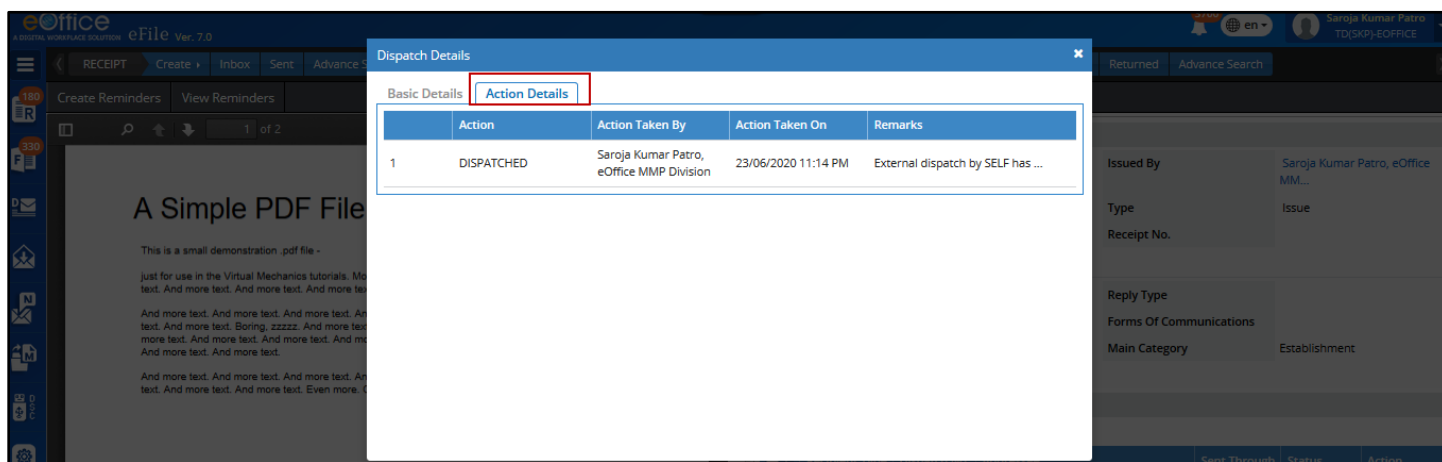 eOffice
A DIGITAL WORKPLACE SOLUTION eFile Ver. 7.0
3700 en Saroja Kumar Patro
TD(SKP)-EOFFICE
RECEIPT Create Inbox Sent Advance S Returned Advance Search
Create Reminders View Reminders
180
R
330
F
D
N
M
DSC
1 of 2
A Simple PDF File
This is a small demonstration .pdf file -
just for use in the Virtual Mechanics tutorials. Mo
text. And more text. And more text. And more te
And more text. And more text. And more text. An
text. And more text. Boring, zzzzz. And more tex
more text. And more text. And more text. And mo
And more text. And more text.
And more text. And more text. And more text. An
text. And more text. And more text. Even more. C
Dispatch Details
Basic Details Action Details
Action Action Taken By Action Taken On Remarks
1 DISPATCHED Saroja Kumar Patro, eOffice MMP Division 23/06/2020 11:14 PM External dispatch by SELF has ...
Issued By Saroja Kumar Patro, eOffice MM...
Type Issue
Receipt No.
Reply Type
Forms Of Communications
Main Category Establishment
Sent Through Status Action